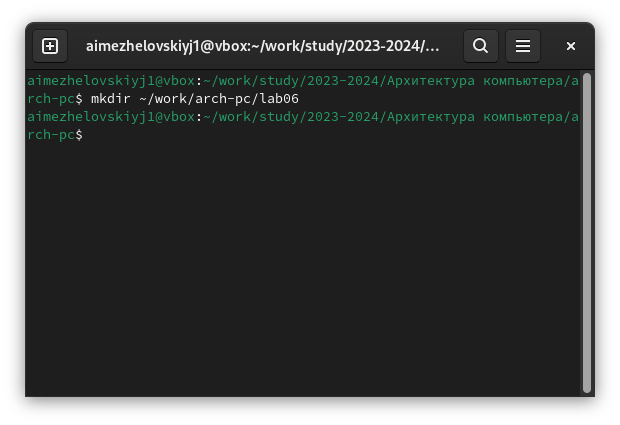 aimezhelovskiyj1@vbox:~/work/study/2023-2024/...
aimezhelovskiyj1@vbox:~/work/study/2023-2024/Архитектура компьютера/a
rch-pc$ mkdir ~/work/arch-pc/lab06
aimezhelovskiyj1@vbox:~/work/study/2023-2024/Архитектура компьютера/a
rch-pc$